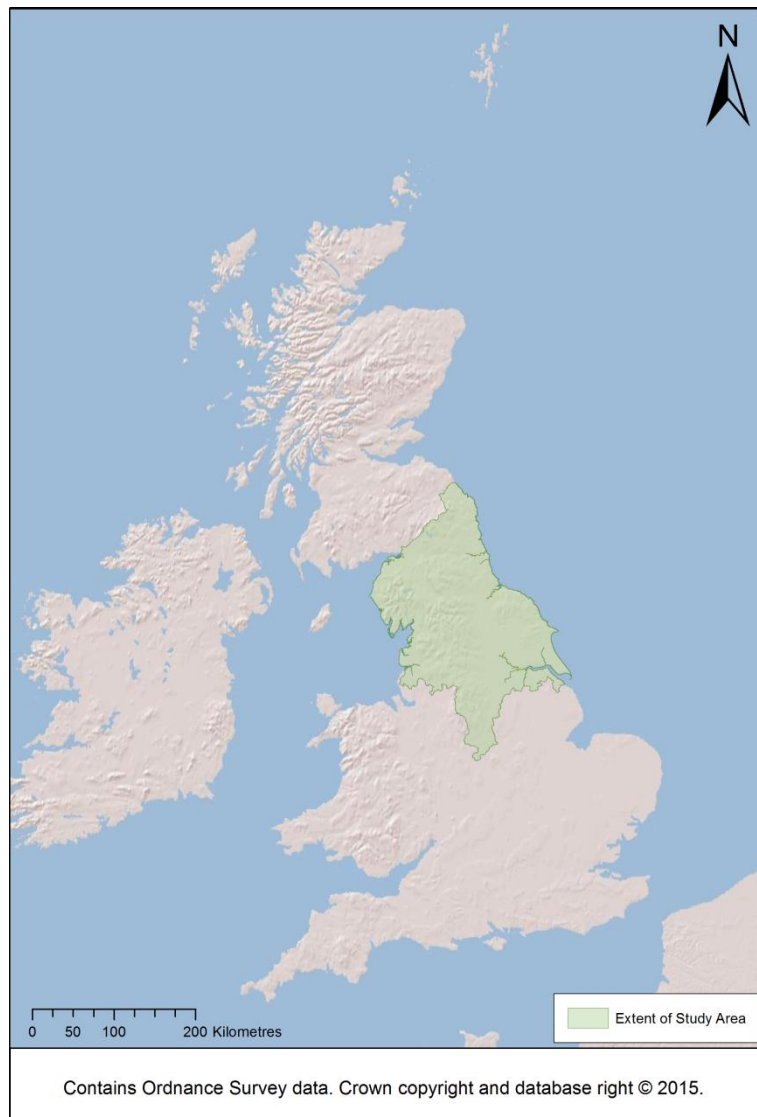 N
0 50 100 200 Kilometres
Extent of Study Area
Contains Ordnance Survey data. Crown copyright and database right © 2015.